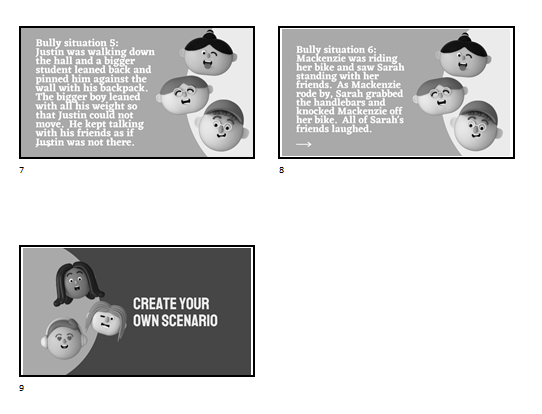 Bully situation 5:
Justin was walking down
the hall and a bigger
student leaned back and
pinned him against the
wall with his backpack.
The bigger boy leaned
with all his weight so
that Justin could not
move. He kept talking
with his friends as if
Justin was not there.
7
Bully situation 6:
Mackenzie was riding
her bike and saw Sarah
standing with her
friends. As Mackenzie
rode by, Sarah grabbed
the handlebars and
knocked Mackenzie off
her bike. All of Sarah's
friends laughed.
8
CREATE YOUR
OWN SCENARIO
9